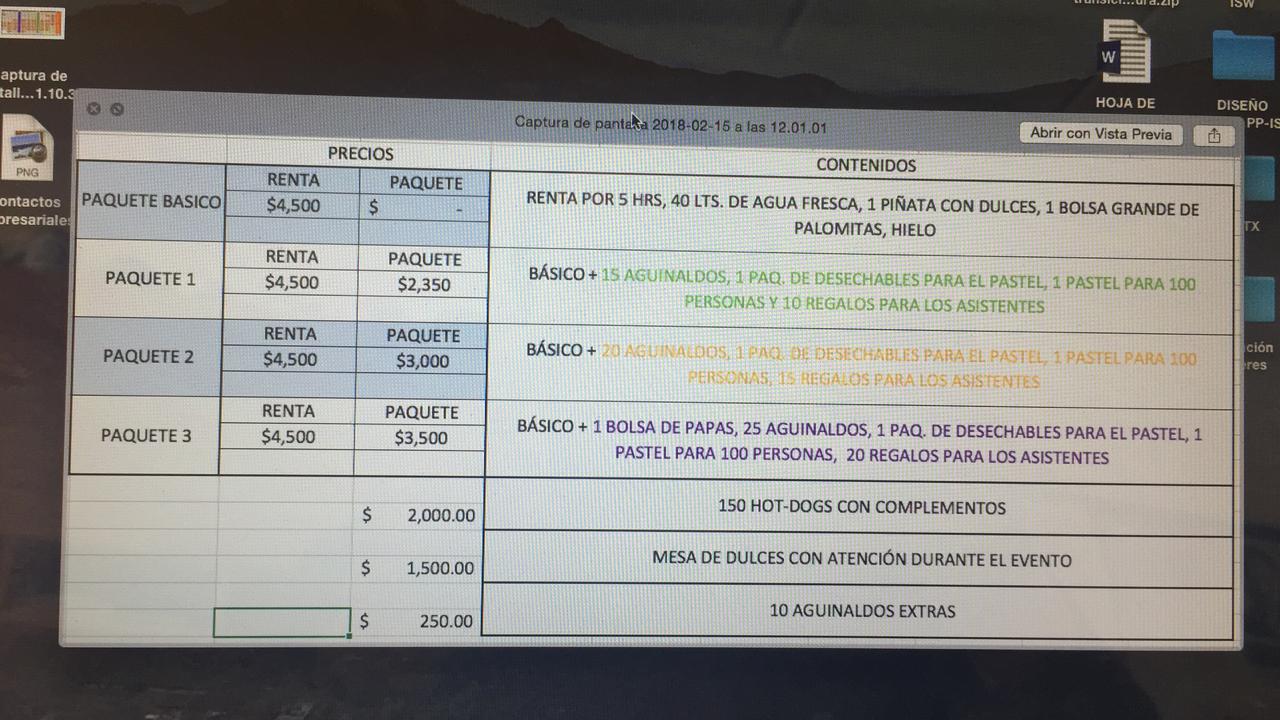 transicl...ura.zip
ISW
aptura de
tall...1.10.3
HOJA DE
DISEÑO
PP-IS
W
PNG
ontactos
presariales
TX
ción
res
Captura de pantalla 2018-02-15 a las 12.01.01
Abrir con Vista Previa
PRECIOS
CONTENIDOS
PAQUETE BASICO
RENTA
PAQUETE
$4,500
$ -
RENTA POR 5 HRS, 40 LTS. DE AGUA FRESCA, 1 PIÑATA CON DULCES, 1 BOLSA GRANDE DE
PALOMITAS, HIELO
PAQUETE 1
RENTA
PAQUETE
$4,500
$2,350
BÁSICO + 15 AGUINALDOS, 1 PAQ. DE DESECHABLES PARA EL PASTEL, 1 PASTEL PARA 100
PERSONAS Y 10 REGALOS PARA LOS ASISTENTES
PAQUETE 2
RENTA
PAQUETE
$4,500
$3,000
BÁSICO + 20 AGUINALDOS, 1 PAQ. DE DESECHABLES PARA EL PASTEL, 1 PASTEL PARA 100
PERSONAS, 15 REGALOS PARA LOS ASISTENTES
PAQUETE 3
RENTA
PAQUETE
$4,500
$3,500
BÁSICO + 1 BOLSA DE PAPAS, 25 AGUINALDOS, 1 PAQ. DE DESECHABLES PARA EL PASTEL, 1
PASTEL PARA 100 PERSONAS, 20 REGALOS PARA LOS ASISTENTES
$ 2,000.00
150 HOT-DOGS CON COMPLEMENTOS
$ 1,500.00
MESA DE DULCES CON ATENCIÓN DURANTE EL EVENTO
$ 250.00
10 AGUINALDOS EXTRAS